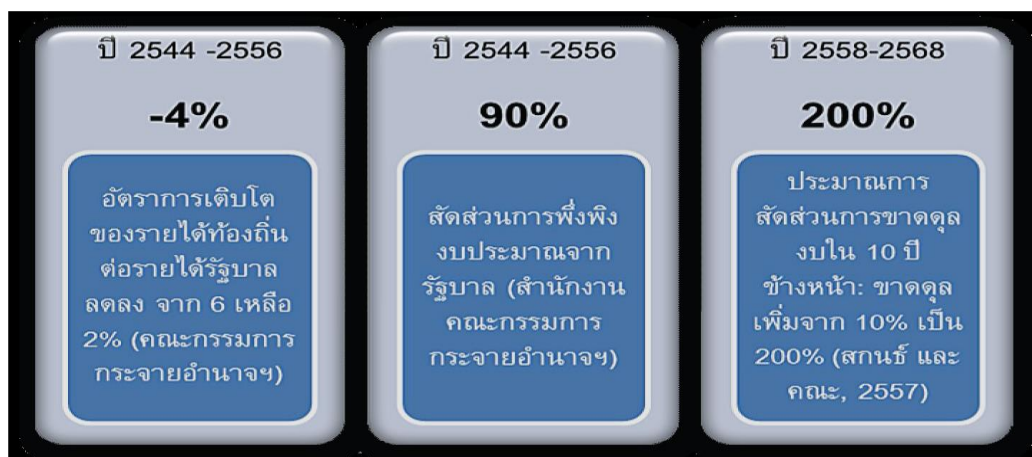 ปี 2544 -2556
-4%
อัตราการเติบโต
ของรายได้ท้องถิ่น
ต่อรายได้รัฐบาล
ลดลง จาก 6 เหลือ
2% (คณะกรรมการ
กระจายอำนาจฯ)
ปี 2544 -2556
90%
สัดส่วนการพึ่งพิง
งบประมาณจาก
รัฐบาล (สำนักงาน
คณะกรรมการ
กระจายอำนาจฯ)
ปี 2558-2568
200%
ประมาณการ
สัดส่วนการขาดดุล
งบใน 10 ปี
ข้างหน้า: ขาดดุล
เพิ่มจาก 10% เป็น
200% (สกนธ์ และ
คณะ, 2557)